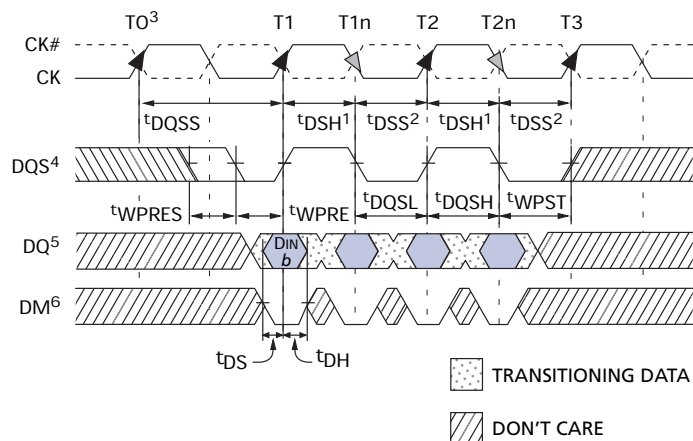 T0³ T1 T1n T2 T2n T3
CK#
CK
tDQSS tDSH¹ tDSS² tDSH¹ tDSS²
DQS⁴
tWPRES tWPRE tDQSL tDQSH tWPST
DQ⁵
DIN
b
DM⁶
tDS tDH
TRANSITIONING DATA
DON'T CARE